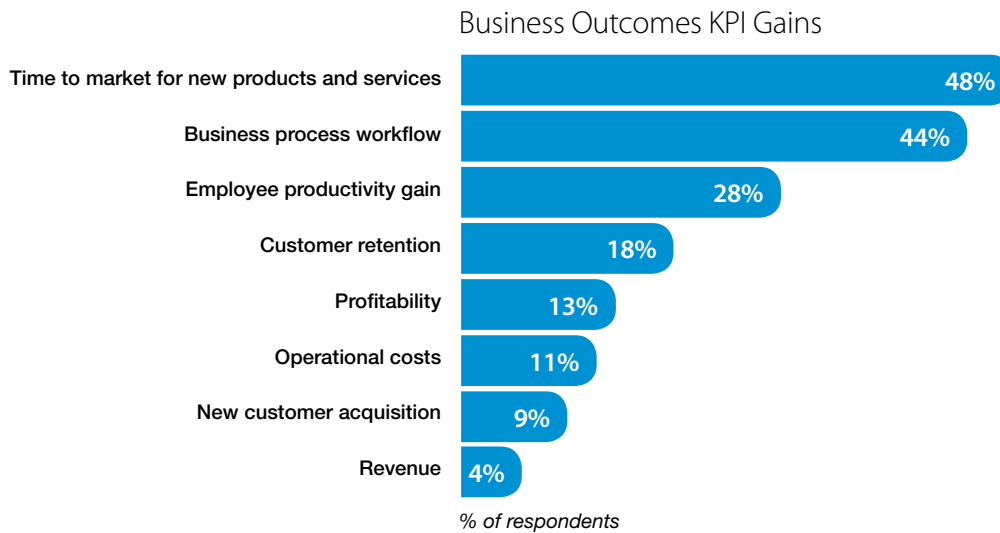 Business Outcomes KPI Gains
Time to market for new products and services 48%
Business process workflow 44%
Employee productivity gain 28%
Customer retention 18%
Profitability 13%
Operational costs 11%
New customer acquisition 9%
Revenue 4%
% of respondents